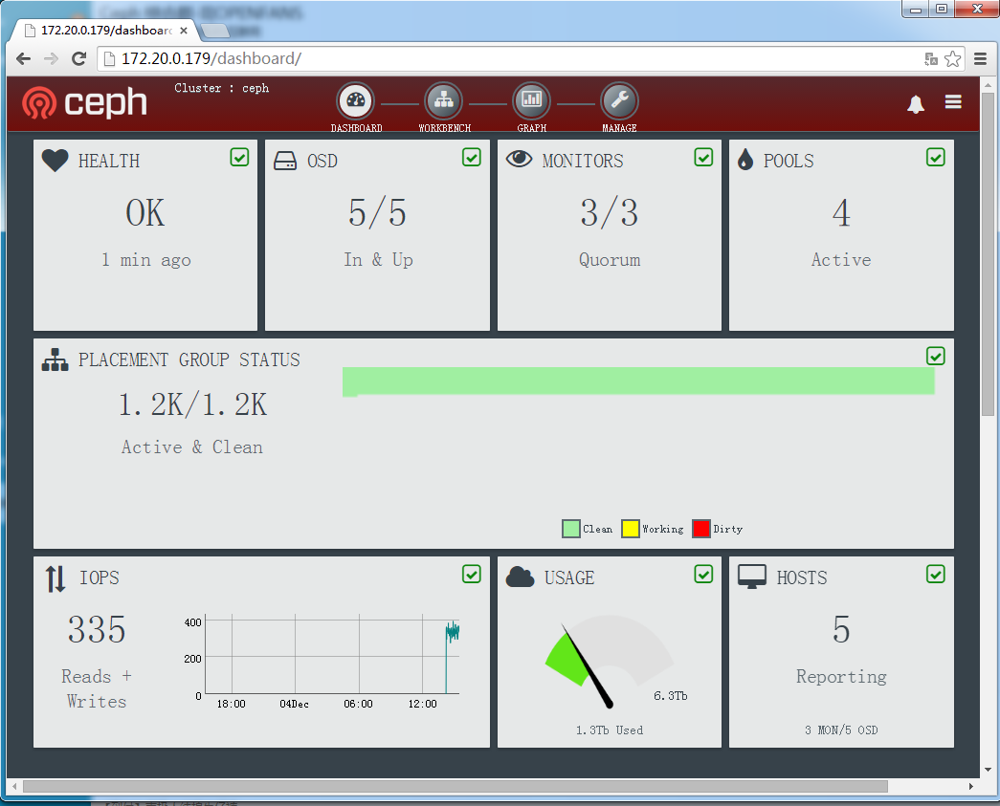 172.20.0.179/dashboar
172.20.0.179/dashboard/
ceph
Cluster : ceph
DASHBOARD
WORKBENCH
GRAPH
MANAGE
HEALTH
OK
1 min ago
OSD
5/5
In & Up
MONITORS
3/3
Quorum
POOLS
4
Active
PLACEMENT GROUP STATUS
1.2K/1.2K
Active & Clean
Clean
Working
Dirty
IOPS
335
Reads +
Writes
400
200
0
18:00
04Dec
06:00
12:00
USAGE
6.3Tb
1.3Tb Used
HOSTS
5
Reporting
3 MON/5 OSD